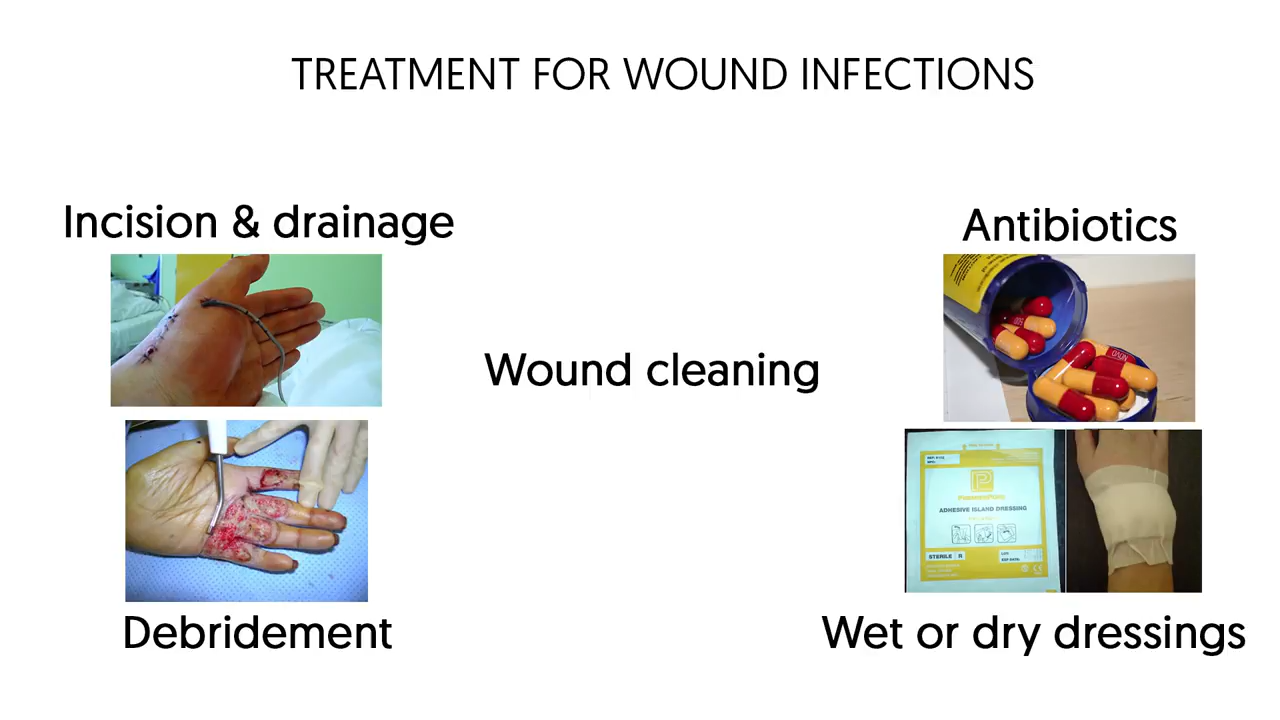 TREATMENT FOR WOUND INFECTIONS
Incision & drainage
Antibiotics
Wound cleaning
ADHESIVE ISLAND DRESSING
STERILE R
Debridement
Wet or dry dressings